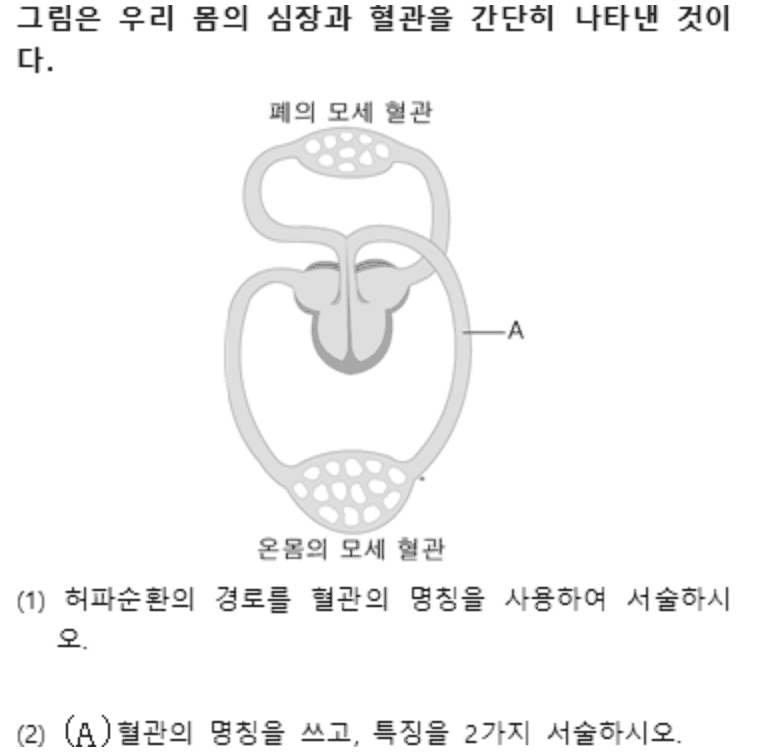 그림은 우리 몸의 심장과 혈관을 간단히 나타낸 것이
다.
폐의 모세 혈관
A
온몸의 모세 혈관
(1) 허파순환의 경로를 혈관의 명칭을 사용하여 서술하시
오.
(2) (A)혈관의 명칭을 쓰고, 특징을 2가지 서술하시오.